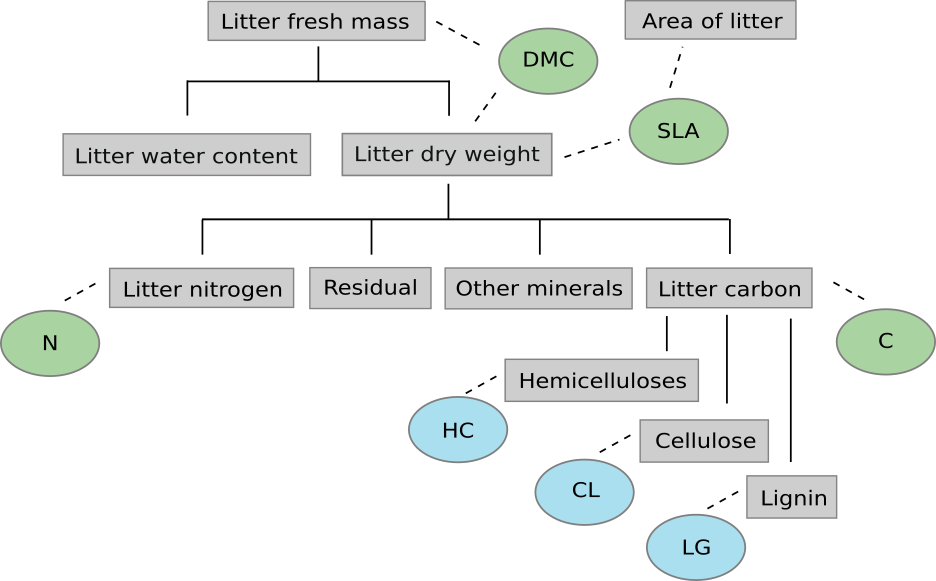 Litter fresh mass
Area of litter
DMC
SLA
Litter water content
Litter dry weight
Litter nitrogen
Residual
Other minerals
Litter carbon
N
C
Hemicelluloses
HC
Cellulose
CL
Lignin
LG